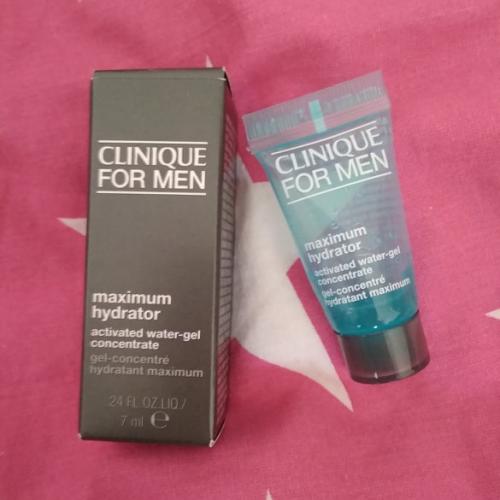 CLINIQUE
FOR MEN
maximum
hydrator
activated water-gel
concentrate
gel-concentré
hydratant maximum
24 FL.OZ.LIQ/
7 ml ℮
CLINIQUE
FOR MEN
maximum
hydrator
activated water-gel
concentrate
gel-concentré
hydratant maximum